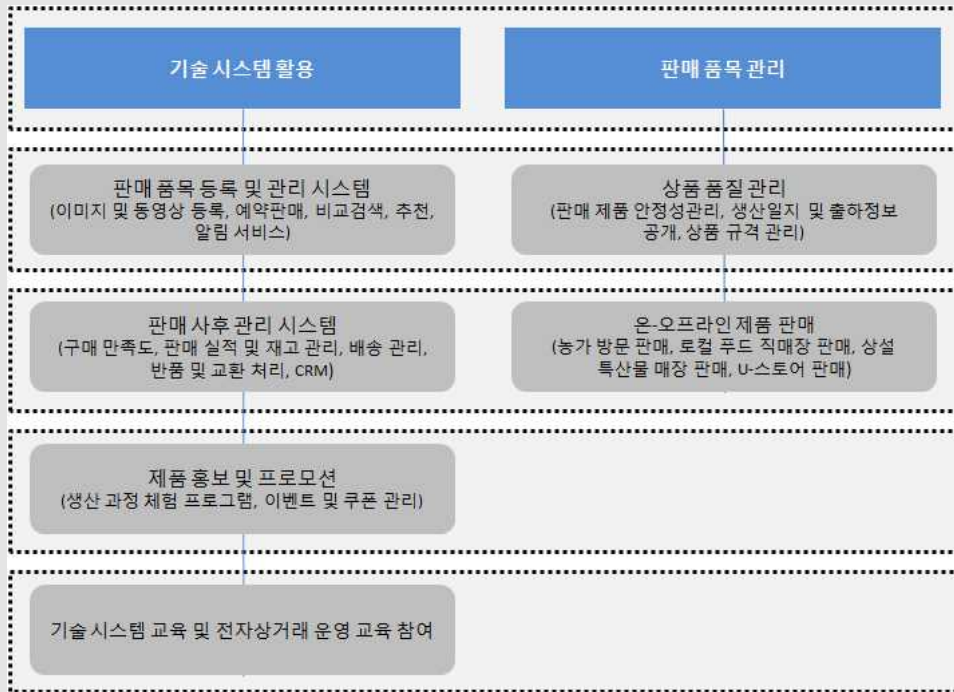 기술 시스템 활용
판매 품목 관리
판매 품목 등록 및 관리 시스템
(이미지 및 동영상 등록, 예약판매, 비교검색, 추천,
알림 서비스)
상품 품질 관리
(판매 제품 안정성관리, 생산일지 및 출하정보
공개, 상품 규격 관리)
판매 사후 관리 시스템
(구매 만족도, 판매 실적 및 재고 관리, 배송 관리,
반품 및 교환 처리, CRM)
온-오프라인 제품 판매
(농가 방문 판매, 로컬 푸드 직매장 판매, 상설
특산물 매장 판매, U-스토어 판매)
제품 홍보 및 프로모션
(생산 과정 체험 프로그램, 이벤트 및 쿠폰 관리)
기술 시스템 교육 및 전자상거래 운영 교육 참여